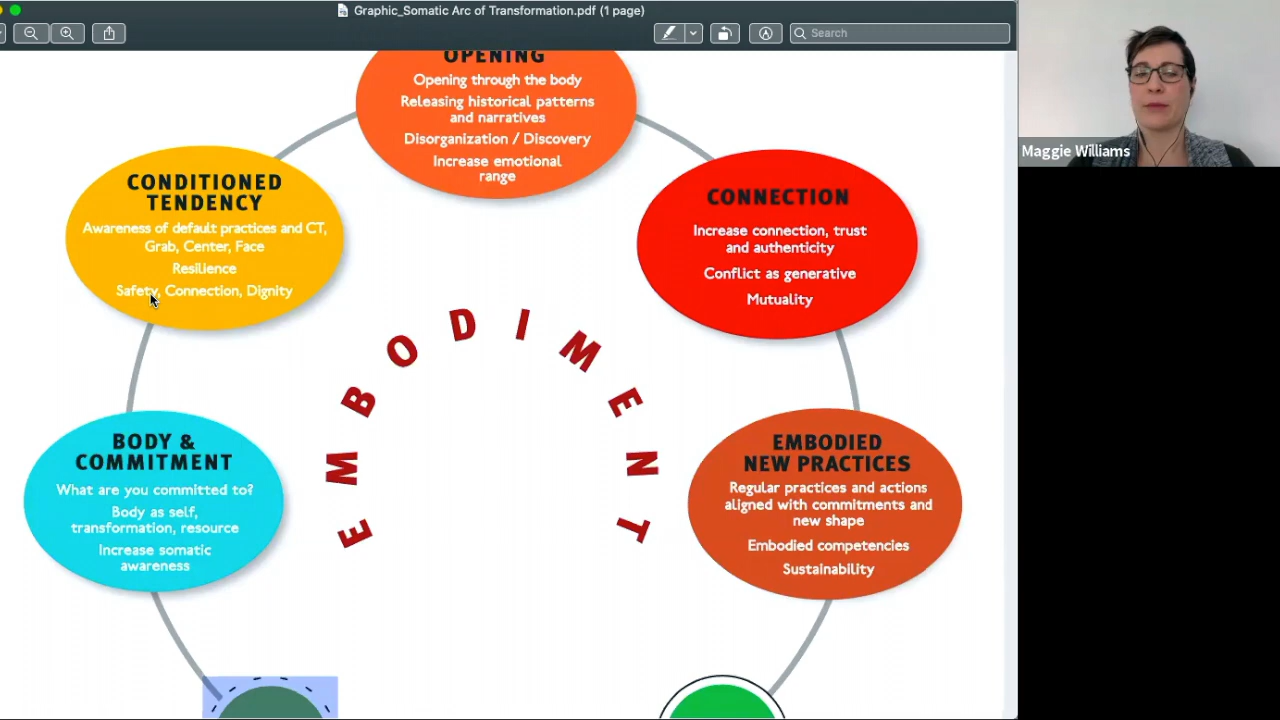 Graphic_Somatic Arc of Transformation.pdf (1 page)
Search
Maggie Williams
OPENING
Opening through the body
Releasing historical patterns
and narratives
Disorganization / Discovery
Increase emotional
range
CONDITIONED
TENDENCY
Awareness of default practices and CT,
Grab, Center, Face
Resilience
Safety, Connection, Dignity
CONNECTION
Increase connection, trust
and authenticity
Conflict as generative
Mutuality
EMBODIMENT
BODY &
COMMITMENT
What are you committed to?
Body as self,
transformation, resource
Increase somatic
awareness
EMBODIED
NEW PRACTICES
Regular practices and actions
aligned with commitments and
new shape
Embodied competencies
Sustainability